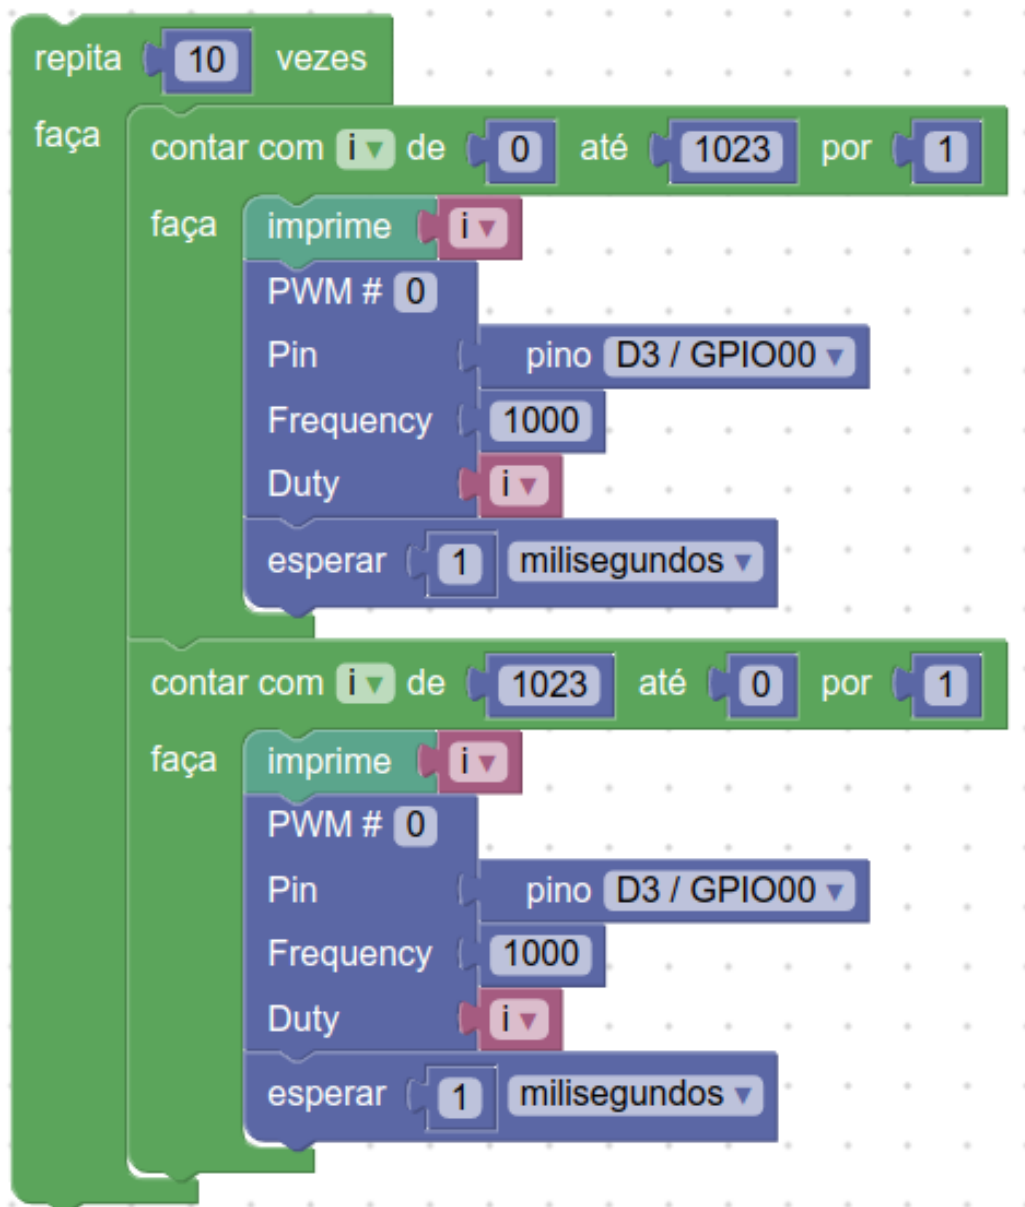 repita 10 vezes
faça contar com i de 0 até 1023 por 1
faça imprime i
PWM # 0
Pin pino D3 / GPIO00
Frequency 1000
Duty i
esperar 1 milisegundos
contar com i de 1023 até 0 por 1
faça imprime i
PWM # 0
Pin pino D3 / GPIO00
Frequency 1000
Duty i
esperar 1 milisegundos